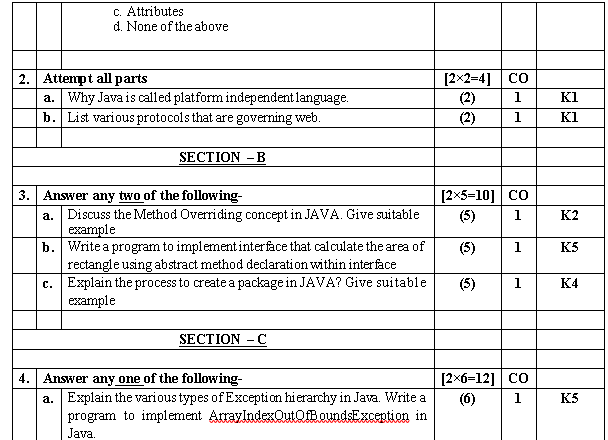 c. Attributes
d. None of the above
2. Attempt all parts [2×2=4] CO
a. Why Java is called platform independent language. (2) 1 K1
b. List various protocols that are governing web. (2) 1 K1
SECTION – B
3. Answer any two of the following- [2×5=10] CO
a. Discuss the Method Overriding concept in JAVA. Give suitable (5) 1 K2
example
b. Write a program to implement interface that calculate the area of (5) 1 K5
rectangle using abstract method declaration within interface
c. Explain the process to create a package in JAVA? Give suitable (5) 1 K4
example
SECTION – C
4. Answer any one of the following- [2×6=12] CO
a. Explain the various types of Exception hierarchy in Java. Write a (6) 1 K5
program to implement ArrayIndexOutOfBoundsException in
Java.